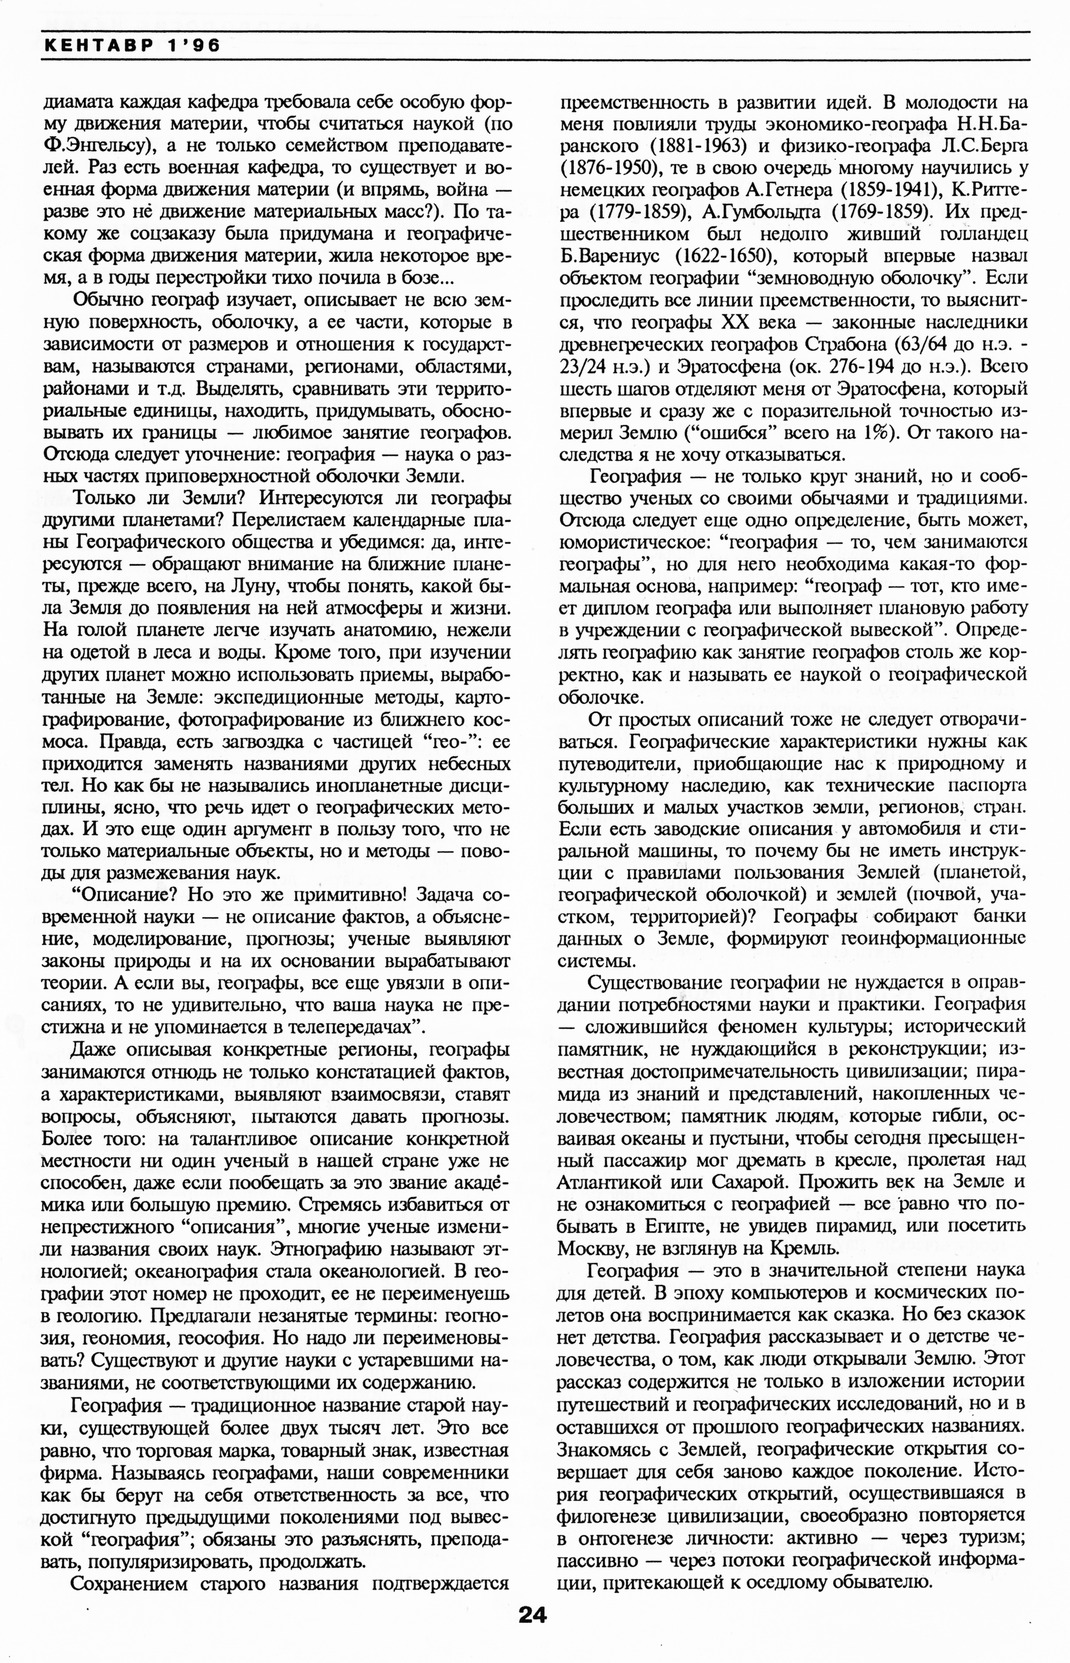 КЕНТАВР 1’96
диамата каждая кафедра требовала себе особую фор-
му движения материи, чтобы считаться наукой (по
Ф.Энгельсу), а не только семейством преподавате-
лей. Раз есть военная кафедра, то существует и во-
енная форма движения материи (и впрямь, война —
разве это не движение материальных масс?). По та-
кому же соцзаказу была придумана и географиче-
ская форма движения материи, жила некоторое вре-
мя, а в годы перестройки тихо почила в бозе...
Обычно географ изучает, описывает не всю зем-
ную поверхность, оболочку, а ее части, которые в
зависимости от размеров и отношения к государст-
вам, называются странами, регионами, областями,
районами и т.д. Выделять, сравнивать эти террито-
риальные единицы, находить, придумывать, обосно-
вывать их границы — любимое занятие географов.
Отсюда следует уточнение: география — наука о раз-
ных частях приповерхностной оболочки Земли.
Только ли Земли? Интересуются ли географы
другими планетами? Перелистаем календарные пла-
ны Географического общества и убедимся: да, инте-
ресуются — обращают внимание на ближние плане-
ты, прежде всего, на Луну, чтобы понять, какой бы-
ла Земля до появления на ней атмосферы и жизни.
На голой планете легче изучать анатомию, нежели
на одетой в леса и воды. Кроме того, при изучении
других планет можно использовать приемы, вырабо-
танные на Земле: экспедиционные методы, карто-
графирование, фотографирование из ближнего кос-
моса. Правда, есть загвоздка с частицей “гео-”: ее
приходится заменять названиями других небесных
тел. Но как бы не назывались инопланетные дисци-
плины, ясно, что речь идет о географических мето-
дах. И это еще один аргумент в пользу того, что не
только материальные объекты, но и методы — пово-
ды для размежевания наук.
“Описание? Но это же примитивно! Задача со-
временной науки — не описание фактов, а объясне-
ние, моделирование, прогнозы; ученые выявляют
законы природы и на их основании вырабатывают
теории. А если вы, географы, все еще увязли в опи-
саниях, то не удивительно, что ваша наука не пре-
стижна и не упоминается в телепередачах”.
Даже описывая конкретные регионы, географы
занимаются отнюдь не только констатацией фактов,
а характеристиками, выявляют взаимосвязи, ставят
вопросы, объясняют, пытаются давать прогнозы.
Более того: на талантливое описание конкретной
местности ни один ученый в нашей стране уже не
способен, даже если пообещать за это звание акаде-
мика или большую премию. Стремясь избавиться от
непрестижного “описания”, многие ученые измени-
ли названия своих наук. Этнографию называют эт-
нологией; океанография стала океанологией. В гео-
графии этот номер не проходит, ее не переименуешь
в геологию. Предлагали незанятые термины: геогно-
зия, геономия, геософия. Но надо ли переименовы-
вать? Существуют и другие науки с устаревшими на-
званиями, не соответствующими их содержанию.
География — традиционное название старой нау-
ки, существующей более двух тысяч лет. Это все
равно, что торговая марка, товарный знак, известная
фирма. Называясь географами, наши современники
как бы берут на себя ответственность за все, что
достигнуто предыдущими поколениями под вывес-
кой “география”; обязаны это разъяснять, препода-
вать, популяризировать, продолжать.
Сохранением старого названия подтверждается
преемственность в развитии идей. В молодости на
меня повлияли труды экономико-географа Н.Н.Ба-
ранского (1881-1963) и физико-географа Л.С.Берга
(1876-1950), те в свою очередь многому научились у
немецких географов А.Гетнера (1859-1941), К.Ритте-
ра (1779-1859), А.Гумбольдта (1769-1859). Их пред-
шественником был недолго живший голландец
Б.Варениус (1622-1650), который впервые назвал
объектом географии “земноводную оболочку”. Если
проследить все линии преемственности, то выяснит-
ся, что географы XX века — законные наследники
древнегреческих географов Страбона (63/64 до н.э. -
23/24 н.э.) и Эратосфена (ок. 276-194 до н.э.). Всего
шесть шагов отделяют меня от Эратосфена, который
впервые и сразу же с поразительной точностью из-
мерил Землю (“ошибся” всего на 1%). От такого на-
следства я не хочу отказываться.
География — не только круг знаний, но и сооб-
щество ученых со своими обычаями и традициями.
Отсюда следует еще одно определение, быть может,
юмористическое: “география — то, чем занимаются
географы”, но для него необходима какая-то фор-
мальная основа, например: “географ — тот, кто име-
ет диплом географа или выполняет плановую работу
в учреждении с географической вывеской”. Опреде-
лять географию как занятие географов столь же кор-
ректно, как и называть ее наукой о географической
оболочке.
От простых описаний тоже не следует отворачи-
ваться. Географические характеристики нужны как
путеводители, приобщающие нас к природному и
культурному наследию, как технические паспорта
больших и малых участков земли, регионов, стран.
Если есть заводские описания у автомобиля и сти-
ральной машины, то почему бы не иметь инструк-
ции с правилами пользования Землей (планетой,
географической оболочкой) и землей (почвой, уча-
стком, территорией)? Географы собирают банки
данных о Земле, формируют геоинформационные
системы.
Существование географии не нуждается в оправ-
дании потребностями науки и практики. География
— сложившийся феномен культуры; исторический
памятник, не нуждающийся в реконструкции; из-
вестная достопримечательность цивилизации; пира-
мида из знаний и представлений, накопленных че-
ловечеством; памятник людям, которые гибли, ос-
ваивая океаны и пустыни, чтобы сегодня пресыщен-
ный пассажир мог дремать в кресле, пролетая над
Атлантикой или Сахарой. Прожить век на Земле и
не ознакомиться с географией — все равно что по-
бывать в Египте, не увидев пирамид, или посетить
Москву, не взглянув на Кремль.
География — это в значительной степени наука
для детей. В эпоху компьютеров и космических по-
летов она воспринимается как сказка. Но без сказок
нет детства. География рассказывает и о детстве че-
ловечества, о том, как люди открывали Землю. Этот
рассказ содержится не только в изложении истории
путешествий и географических исследований, но и в
оставшихся от прошлого географических названиях.
Знакомясь с Землей, географические открытия со-
вершает для себя заново каждое поколение. Исто-
рия географических открытий, осуществившаяся в
филогенезе цивилизации, своеобразно повторяется
в онтогенезе личности: активно — через туризм;
пассивно — через потоки географической информа-
ции, притекающей к оседлому обывателю.
24